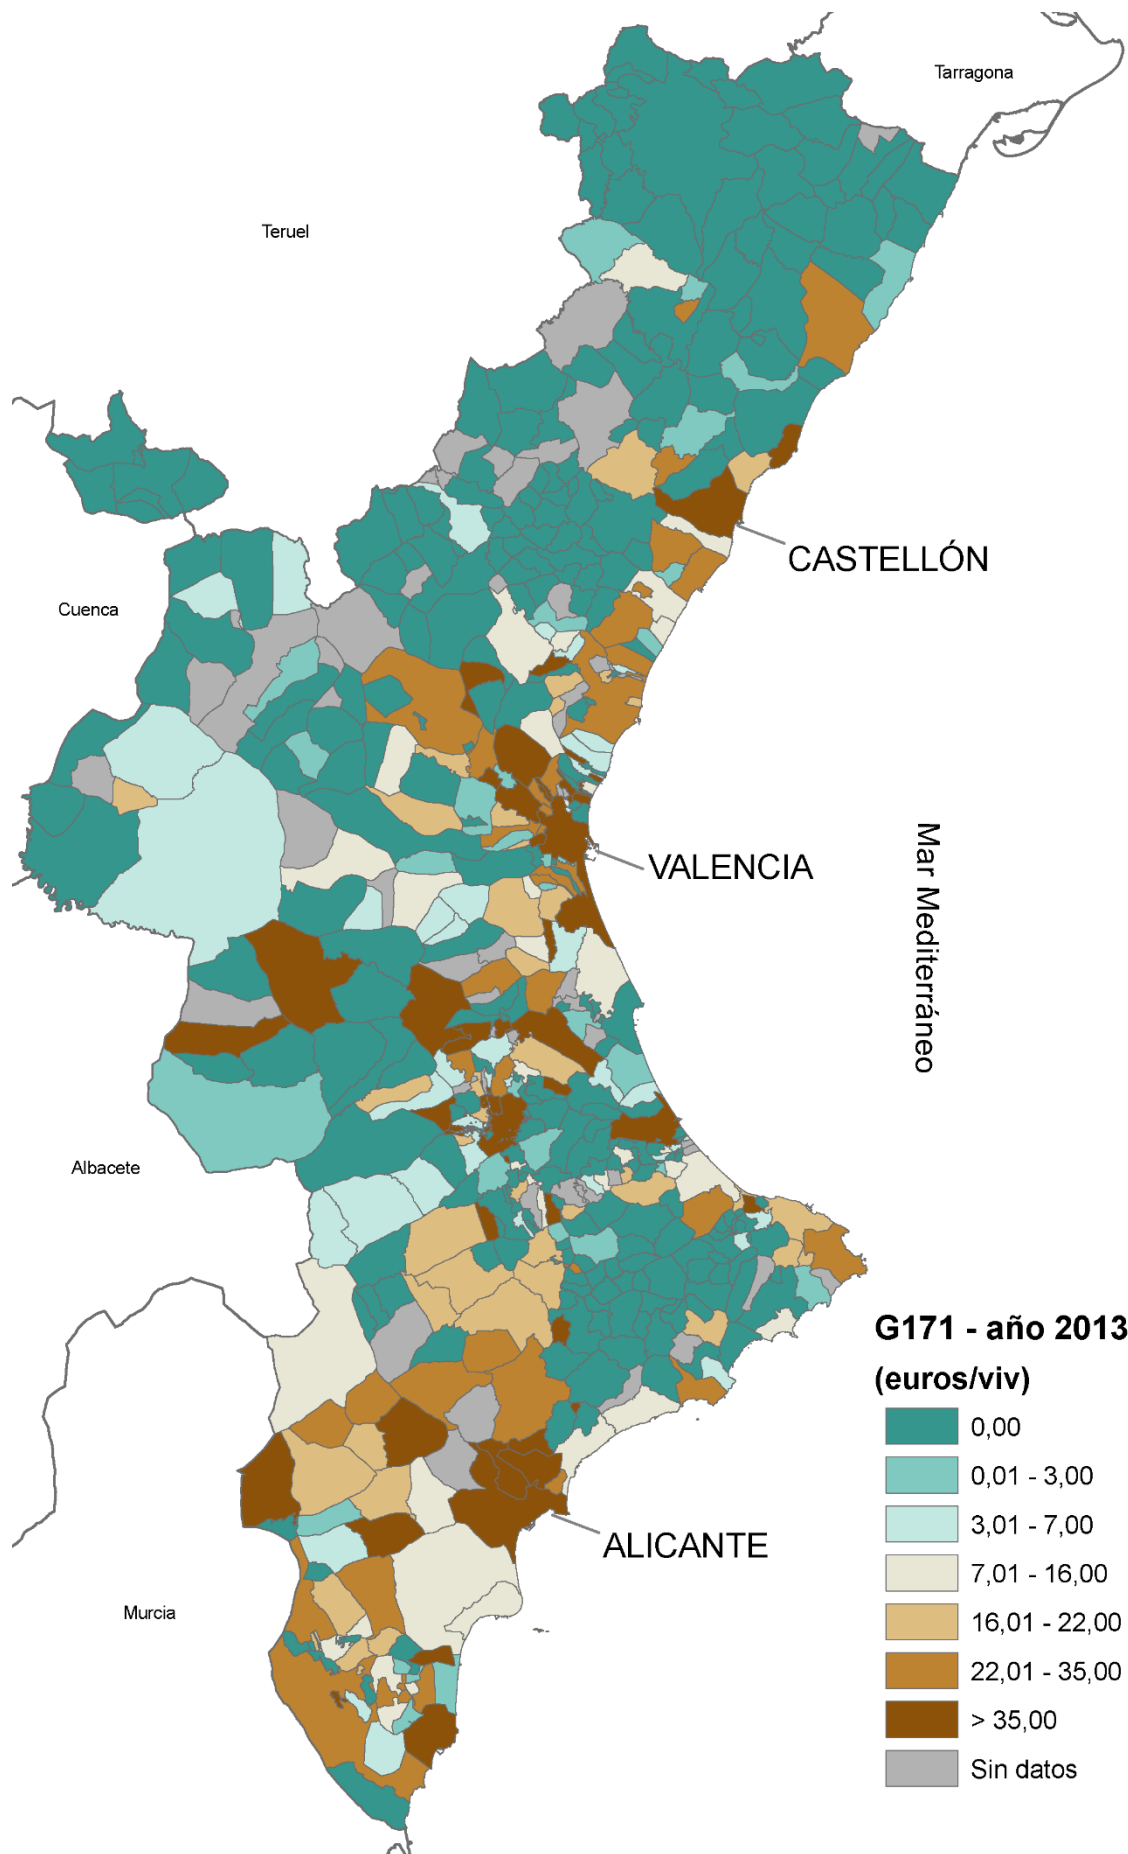 Tarragona
Teruel
CASTELLÓN
Cuenca
VALENCIA
Mar Mediterráneo
Albacete
ALICANTE
Murcia
G171 - año 2013
(euros/viv)
0,00
0,01 - 3,00
3,01 - 7,00
7,01 - 16,00
16,01 - 22,00
22,01 - 35,00
> 35,00
Sin datos